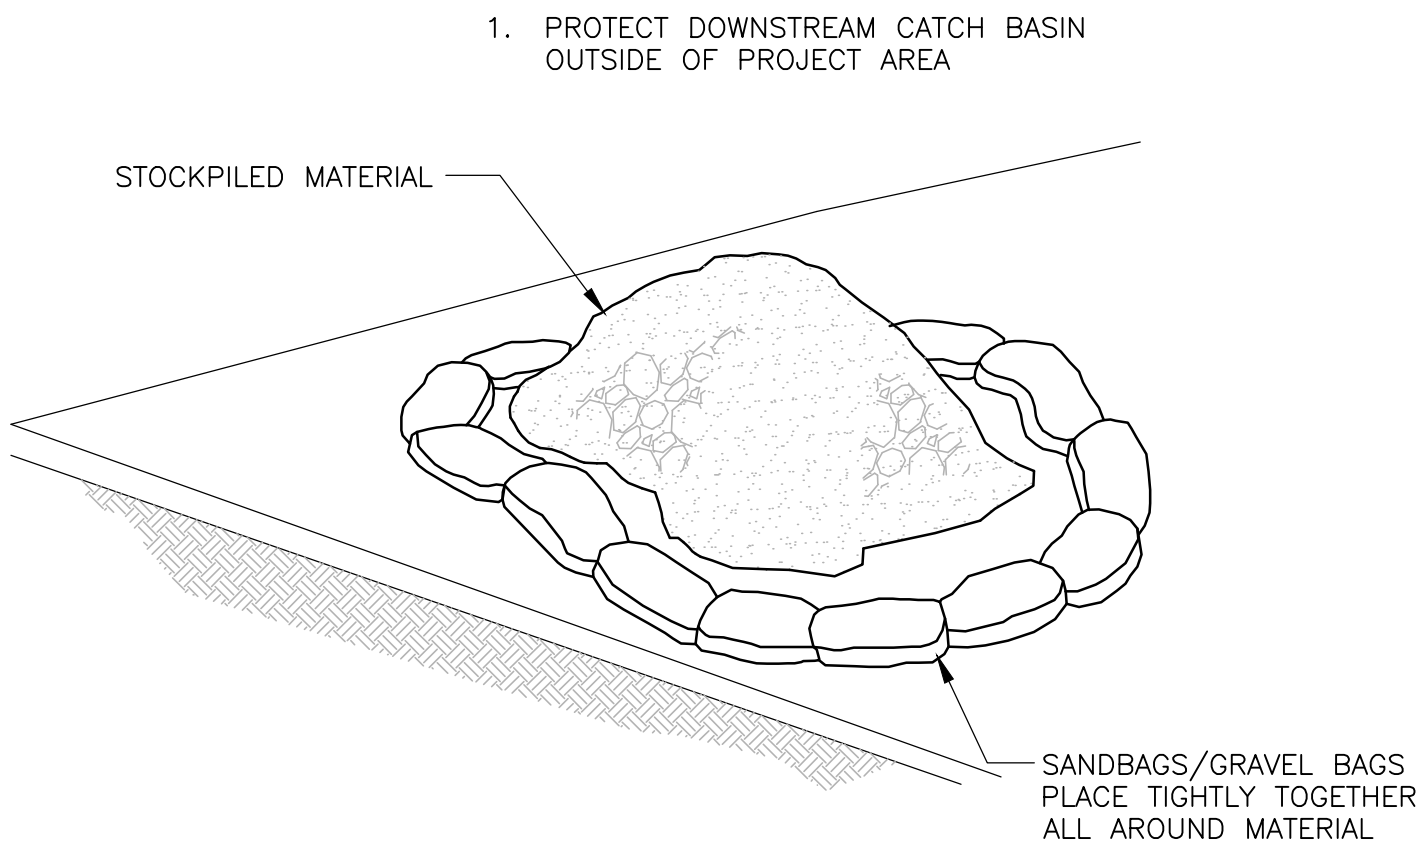 1. PROTECT DOWNSTREAM CATCH BASIN
OUTSIDE OF PROJECT AREA
STOCKPILED MATERIAL
SANDBAGS/GRAVEL BAGS
PLACE TIGHTLY TOGETHER
ALL AROUND MATERIAL